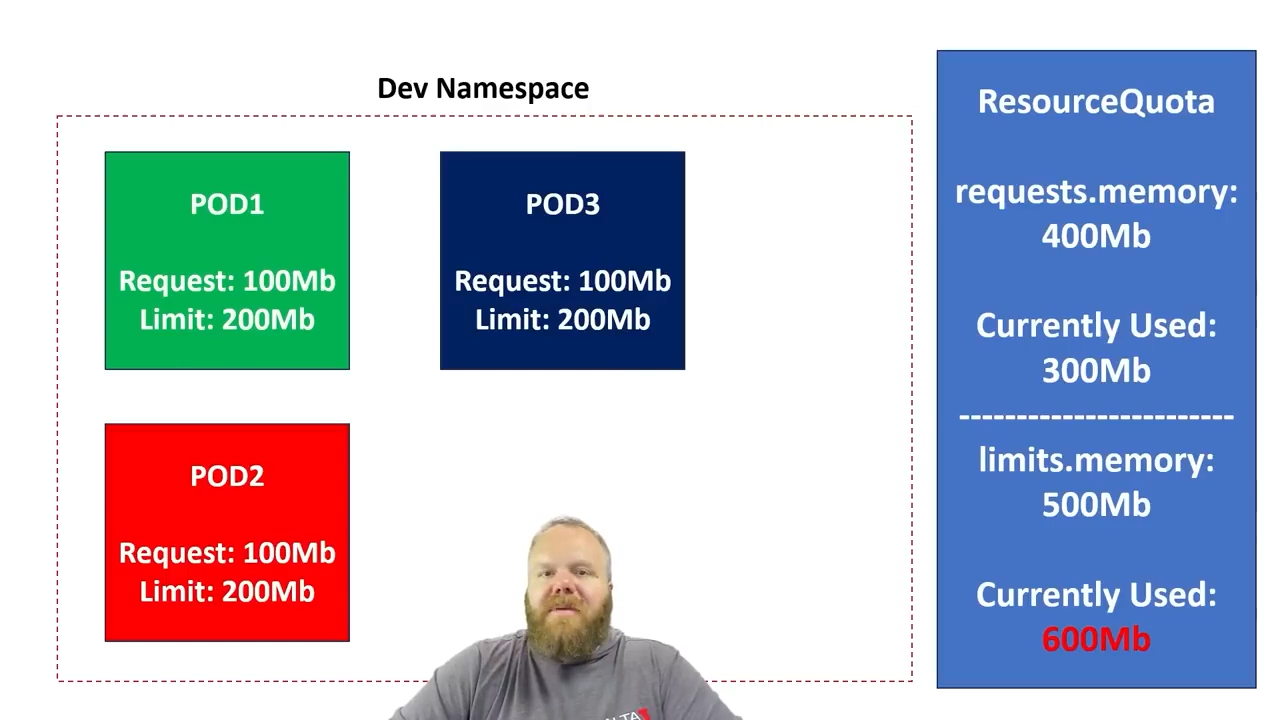 Dev Namespace
POD1
Request: 100Mb
Limit: 200Mb
POD3
Request: 100Mb
Limit: 200Mb
POD2
Request: 100Mb
Limit: 200Mb
ResourceQuota
requests.memory:
400Mb
Currently Used:
300Mb
------------------------
limits.memory:
500Mb
Currently Used:
600Mb